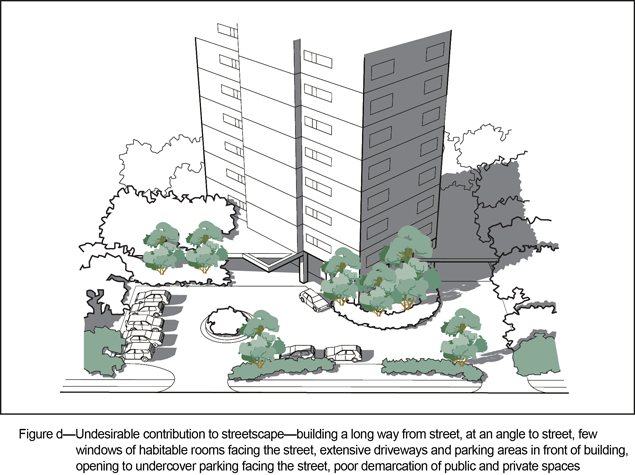 Figure d—Undesirable contribution to streetscape—building a long way from street, at an angle to street, few
windows of habitable rooms facing the street, extensive driveways and parking areas in front of building,
opening to undercover parking facing the street, poor demarcation of public and private spaces